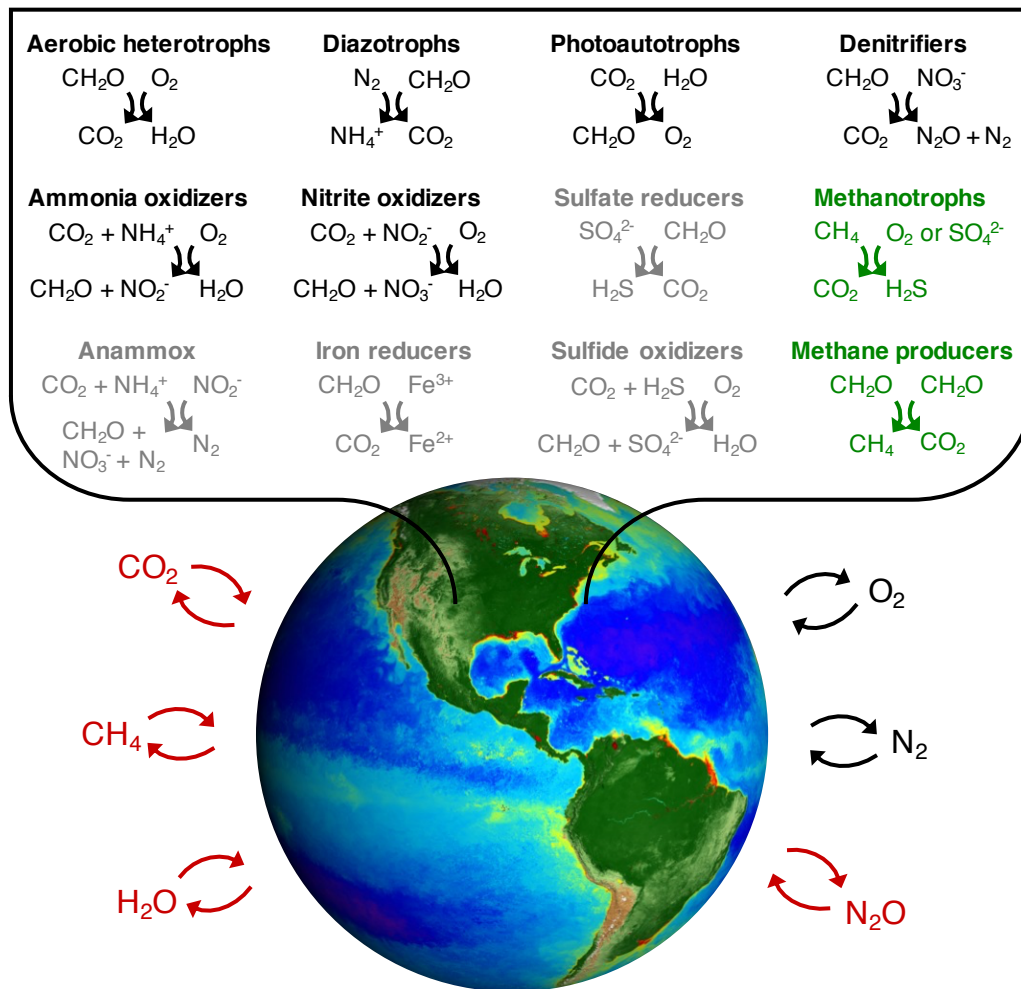 Aerobic heterotrophs Diazotrophs Photoautotrophs Denitrifiers
CH₂O O₂ N₂ CH₂O CO₂ H₂O CH₂O NO₃⁻
CO₂ H₂O NH₄⁺ CO₂ CH₂O O₂ CO₂ N₂O + N₂
Ammonia oxidizers Nitrite oxidizers Sulfate reducers Methanotrophs
CO₂ + NH₄⁺ O₂ CO₂ + NO₂⁻ O₂ SO₄²⁻ CH₂O CH₄ O₂ or SO₄²⁻
CH₂O + NO₂⁻ H₂O CH₂O + NO₃⁻ H₂O H₂S CO₂ CO₂ H₂S
Anammox Iron reducers Sulfide oxidizers Methane producers
CO₂ + NH₄⁺ NO₂⁻ CH₂O Fe³⁺ CO₂ + H₂S O₂ CH₂O CH₂O
CH₂O + N₂ CO₂ Fe²⁺ CH₂O + SO₄²⁻ H₂O CH₄ CO₂
NO₃⁻ + N₂
CO₂ O₂
CH₄ N₂
H₂O N₂O